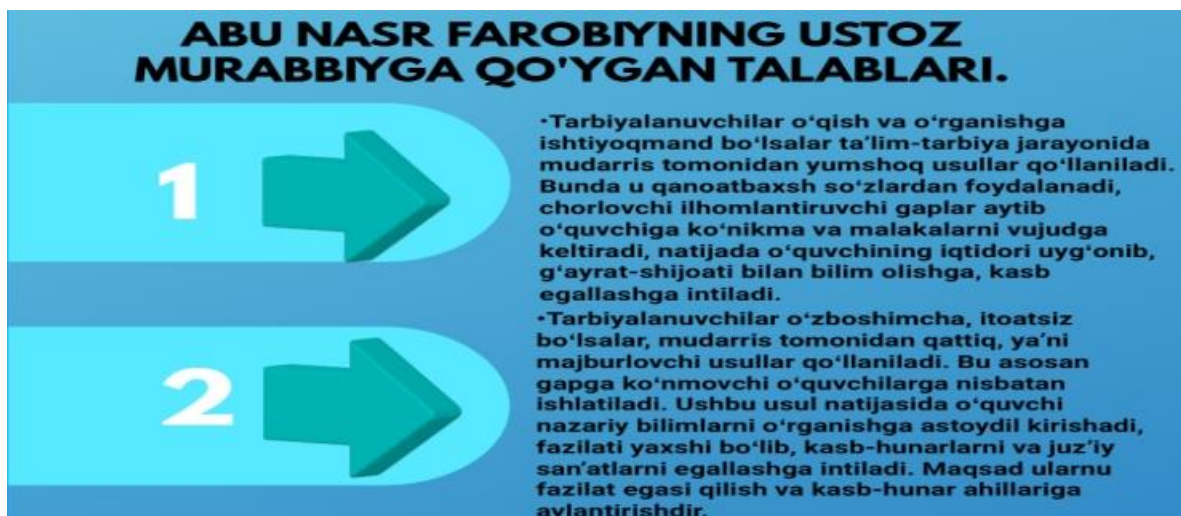 ABU NASR FAROBIYNING USTOZ
MURABBIYGA QO'YGAN TALABLARI.
1
•Tarbiyalanuvchilar o‘qish va o‘rganishga
ishtiyoqmand bo‘lsalar ta’lim-tarbiya jarayonida
mudarris tomonidan yumshoq usullar qo‘llaniladi.
Bunda u qanoatbaxsh so‘zlardan foydalanadi,
chorlovchi ilhomlantiruvchi gaplar aytib
o‘quvchiga ko‘nikma va malakalarni vujudga
keltiradi, natijada o‘quvchining iqtidori uyg‘onib,
g‘ayrat-shijoati bilan bilim olishga, kasb
egallashga intiladi.
2
•Tarbiyalanuvchilar o‘zboshimcha, itoatsiz
bo‘lsalar, mudarris tomonidan qattiq, ya’ni
majburlovchi usullar qo‘llaniladi. Bu asosan
gapga ko‘nmovchi o‘quvchilarga nisbatan
ishlatiladi. Ushbu usul natijasida o‘quvchi
nazariy bilimlarni o‘rganishga astoydil kirishadi,
fazilati yaxshi bo‘lib, kasb-hunarlarni va juz’iy
san’atlarni egallashga intiladi. Maqsad ularnu
fazilat egasi qilish va kasb-hunar ahillariga
aylantirishdir.